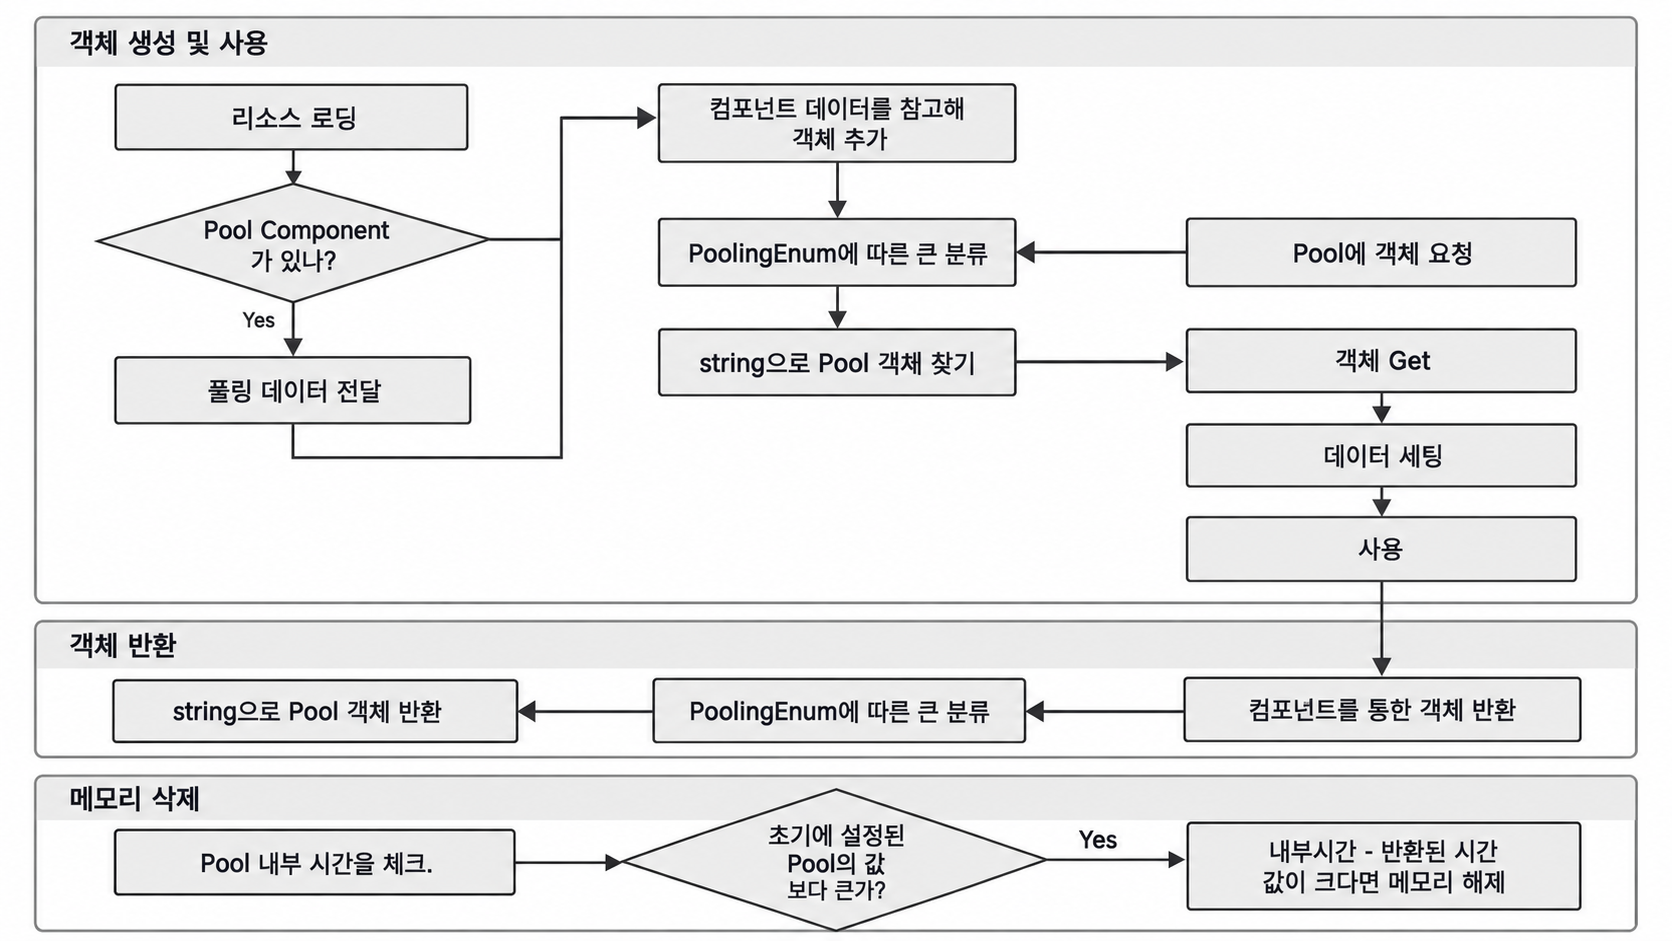 객체 생성 및 사용
리소스 로딩
Pool Component
가 있나?
Yes
풀링 데이터 전달
컴포넌트 데이터를 참고해
객체 추가
PoolingEnum에 따른 큰 분류
string으로 Pool 객채 찾기
Pool에 객체 요청
객체 Get
데이터 세팅
사용
객체 반환
컴포넌트를 통한 객체 반환
PoolingEnum에 따른 큰 분류
string으로 Pool 객체 반환
메모리 삭제
Pool 내부 시간을 체크.
초기에 설정된
Pool의 값
보다 큰가?
Yes
내부시간 - 반환된 시간
값이 크다면 메모리 해제